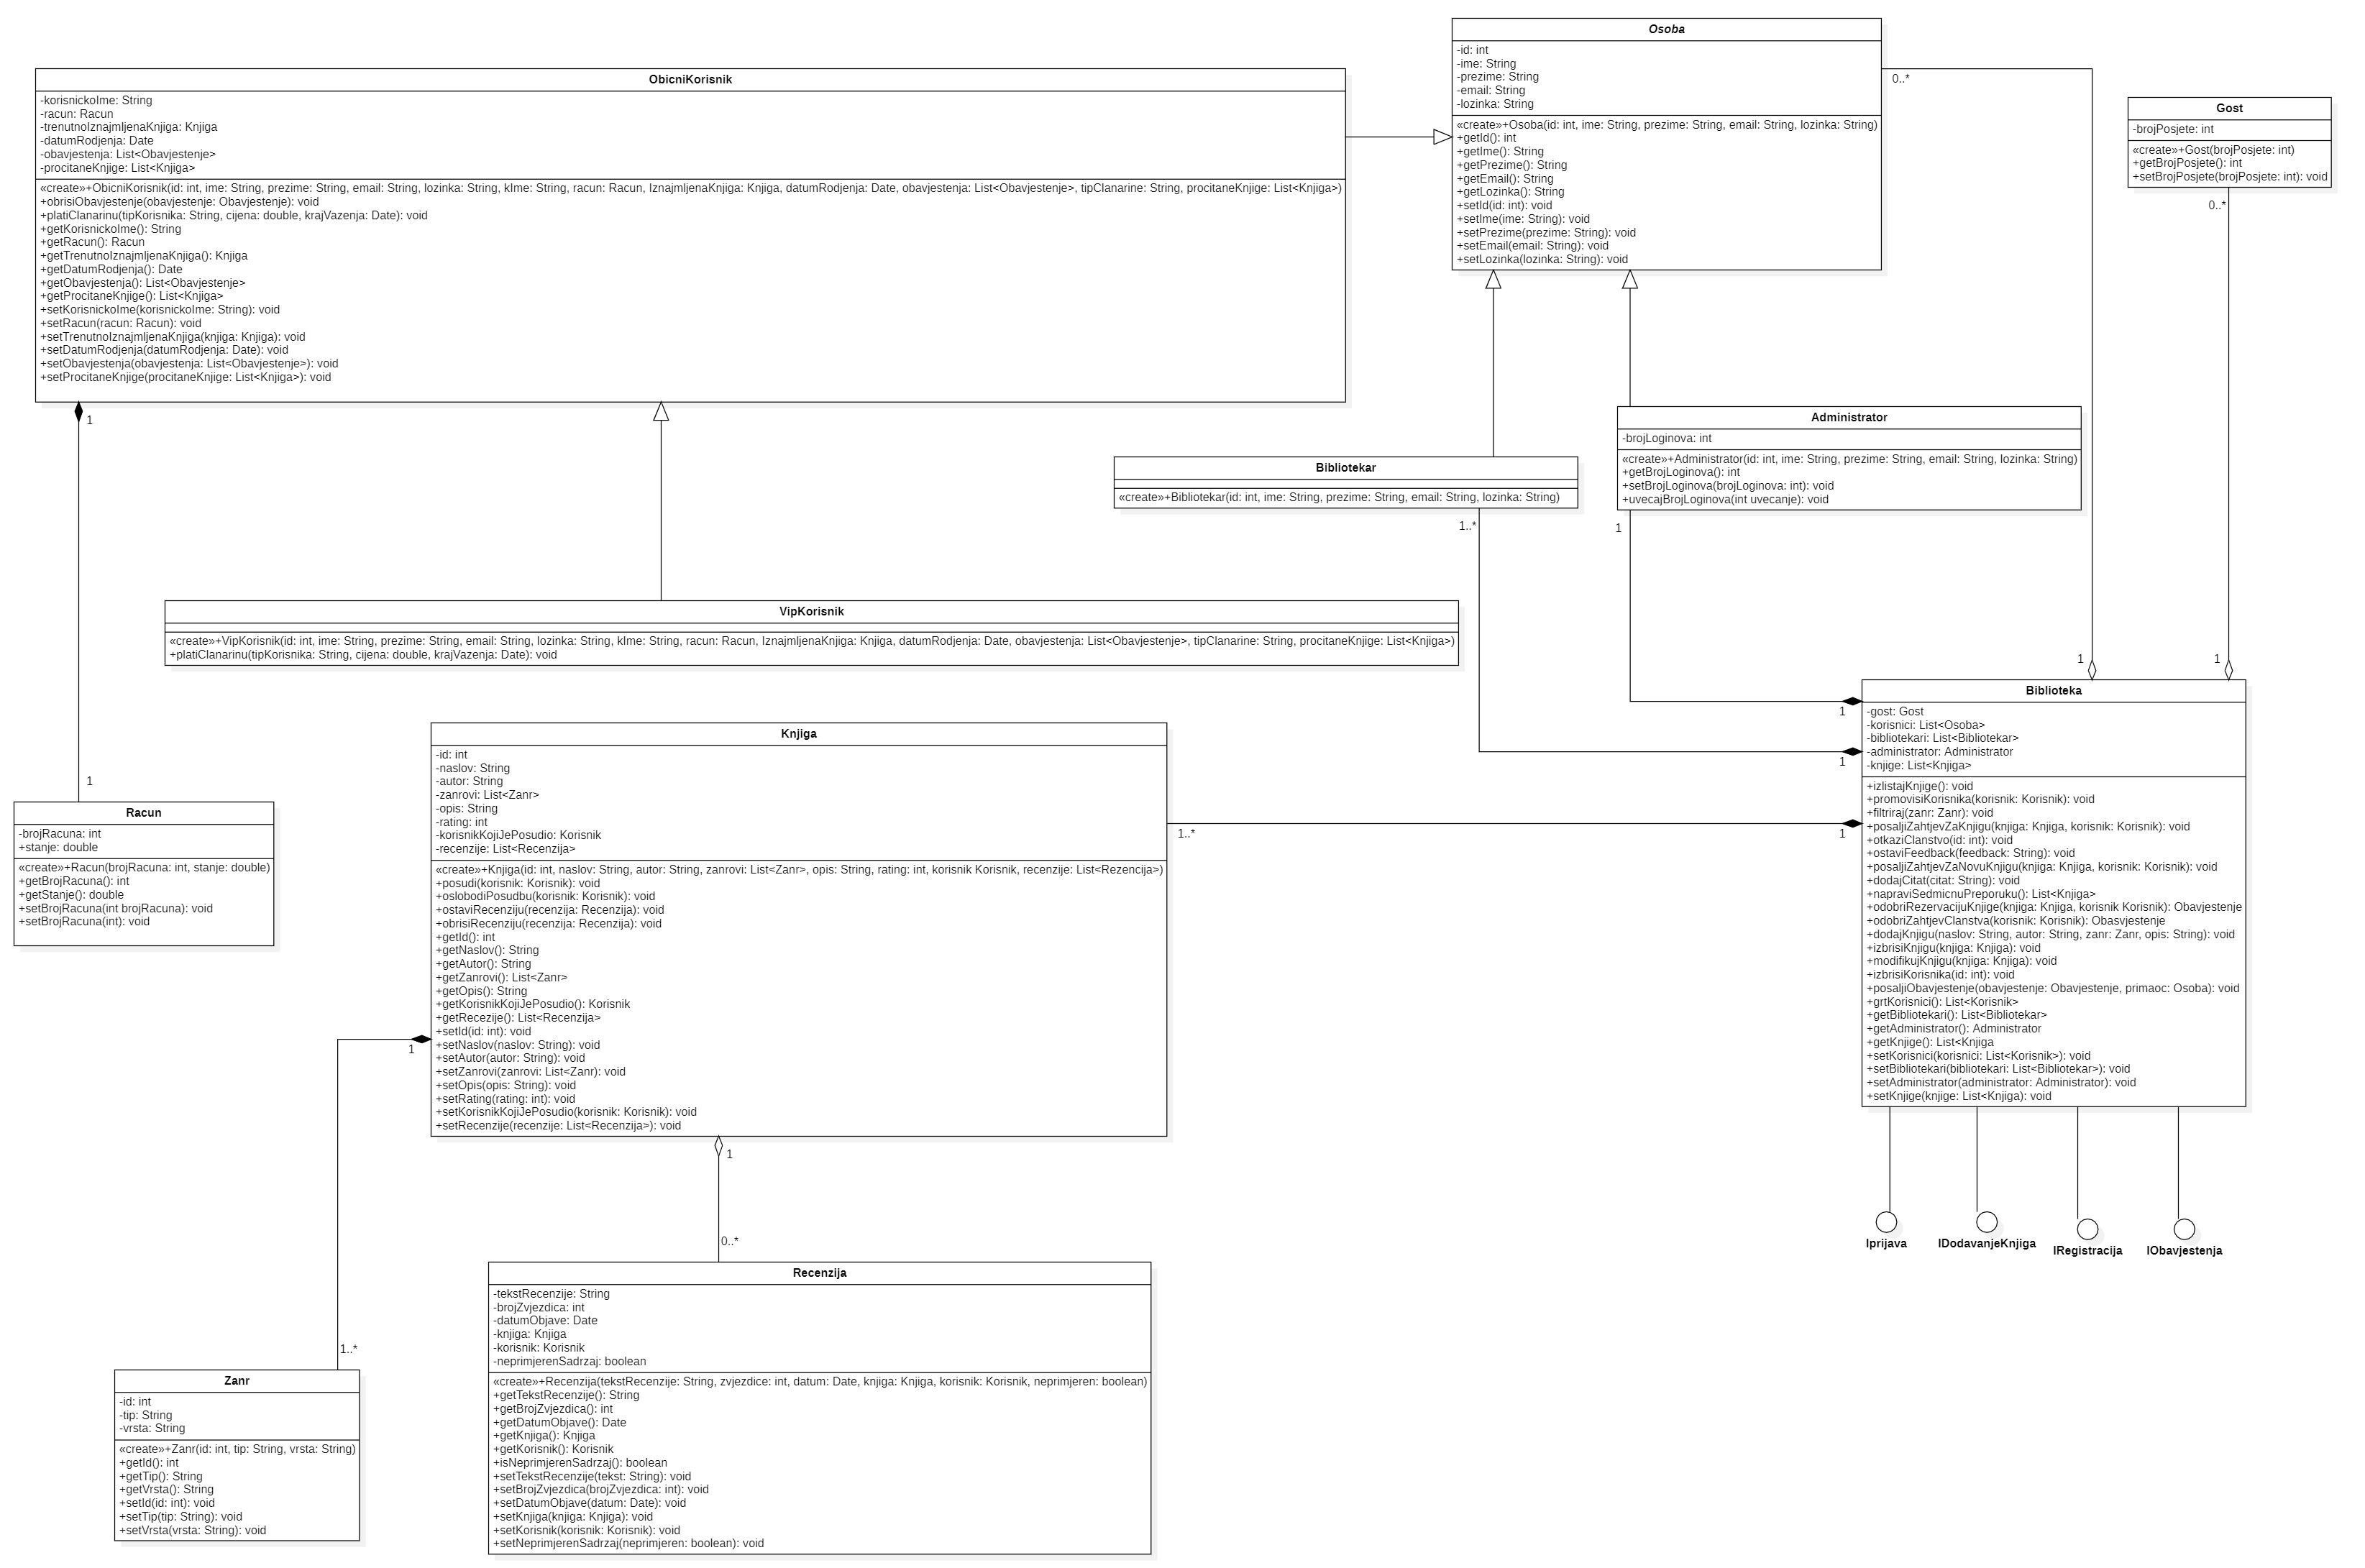 Osoba
-id: int
-ime: String
-prezime: String
-email: String
-lozinka: String
«create»+Osoba(id: int, ime: String, prezime: String, email: String, lozinka: String)
+getId(): int
+getIme(): String
+getPrezime(): String
+getEmail(): String
+getLozinka(): String
+setId(id: int): void
+setIme(ime: String): void
+setPrezime(prezime: String): void
+setEmail(email: String): void
+setLozinka(lozinka: String): void
0..*
ObicniKorisnik
-korisnickoIme: String
-racun: Racun
-trenutnoIznajmljenaKnjiga: Knjiga
-datumRodjenja: Date
-obavjestenja: List<Obavjestenje>
-procitaneKnjige: List<Knjiga>
«create»+ObicniKorisnik(id: int, ime: String, prezime: String, email: String, lozinka: String, kIme: String, racun: Racun, IznajmljenaKnjiga: Knjiga, datumRodjenja: Date, obavjestenja: List<Obavjestenje>, tipClanarine: String, procitaneKnjige: List<Knjiga>)
+obrisiObavjestenje(obavjestenje: Obavjestenje): void
+platiClanarinu(tipKorisnika: String, cijena: double, krajVazenja: Date): void
+getKorisnickoIme(): String
+getRacun(): Racun
+getTrenutnoIznajmljenaKnjiga(): Knjiga
+getDatumRodjenja(): Date
+getObavjestenja(): List<Obavjestenje>
+getProcitaneKnjige(): List<Knjiga>
+setKorisnickoIme(korisnickoIme: String): void
+setRacun(racun: Racun): void
+setTrenutnoIznajmljenaKnjiga(knjiga: Knjiga): void
+setDatumRodjenja(datumRodjenja: Date): void
+setObavjestenja(obavjestenja: List<Obavjestenje>): void
+setProcitaneKnjige(procitaneKnjige: List<Knjiga>): void
1
Gost
-brojPosjete: int
«create»+Gost(brojPosjete: int)
+getBrojPosjete(): int
+setBrojPosjete(brojPosjete: int): void
0..*
Administrator
-brojLoginova: int
«create»+Administrator(id: int, ime: String, prezime: String, email: String, lozinka: String)
+getBrojLoginova(): int
+setBrojLoginova(brojLoginova: int): void
+uvecajBrojLoginova(int uvecanje): void
1
Bibliotekar
«create»+Bibliotekar(id: int, ime: String, prezime: String, email: String, lozinka: String)
1..*
VipKorisnik
«create»+VipKorisnik(id: int, ime: String, prezime: String, email: String, lozinka: String, kIme: String, racun: Racun, IznajmljenaKnjiga: Knjiga, datumRodjenja: Date, obavjestenja: List<Obavjestenje>, tipClanarine: String, procitaneKnjige: List<Knjiga>)
+platiClanarinu(tipKorisnika: String, cijena: double, krajVazenja: Date): void
1
1
Biblioteka
-gost: Gost
-korisnici: List<Osoba>
-bibliotekari: List<Bibliotekar>
-administrator: Administrator
-knjige: List<Knjiga>
+izlistajKnjige(): void
+promovisiKorisnika(korisnik: Korisnik): void
+filtriraj(zanr: Zanr): void
+posaljiZahtjevZaKnjigu(knjiga: Knjiga, korisnik: Korisnik): void
+otkaziClanstvo(id: int): void
+ostaviFeedback(feedback: String): void
+posaljiZahtjevZaNovuKnjigu(knjiga: Knjiga, korisnik: Korisnik): void
+dodajCitat(citat: String): void
+napraviSedmicnuPreporuku(): List<Knjiga>
+odobriRezervacijuKnjige(knjiga: Knjiga, korisnik Korisnik): Obavjestenje
+odobriZahtjevClanstva(korisnik: Korisnik): Obasvjestenje
+dodajKnjigu(naslov: String, autor: String, zanr: Zanr, opis: String): void
+izbrisiKnjigu(knjiga: Knjiga): void
+modifikujKnjigu(knjiga: Knjiga): void
+izbrisiKorisnika(id: int): void
+posaljiObavjestenje(obavjestenje: Obavjestenje, primaoc: Osoba): void
+grtKorisnici(): List<Korisnik>
+getBibliotekari(): List<Bibliotekar>
+getAdministrator(): Administrator
+getKnjige(): List<Knjiga
+setKorisnici(korisnici: List<Korisnik>): void
+setBibliotekari(bibliotekari: List<Bibliotekar>): void
+setAdministrator(administrator: Administrator): void
+setKnjige(knjige: List<Knjiga): void
1
1
1
Iprijava
IDodavanjeKnjiga
IRegistracija
IObavjestenja
Knjiga
-id: int
-naslov: String
-autor: String
-zanrovi: List<Zanr>
-opis: String
-rating: int
-korisnikKojiJePosudio: Korisnik
-recenzije: List<Recenzija>
«create»+Knjiga(id: int, naslov: String, autor: String, zanrovi: List<Zanr>, opis: String, rating: int, korisnik Korisnik, recenzije: List<Rezencija>)
+posudi(korisnik: Korisnik): void
+oslobodiPosudbu(korisnik: Korisnik): void
+ostaviRecenziju(recenzija: Recenzija): void
+obrisiRecenziju(recenzija: Recenzija): void
+getId(): int
+getNaslov(): String
+getAutor(): String
+getZanrovi(): List<Zanr>
+getOpis(): String
+getKorisnikKojiJePosudio(): Korisnik
+getRecezije(): List<Recenzija>
+setId(id: int): void
+setNaslov(naslov: String): void
+setAutor(autor: String): void
+setZanrovi(zanrovi: List<Zanr): void
+setOpis(opis: String): void
+setRating(rating: int): void
+setKorisnikKojiJePosudio(korisnik: Korisnik): void
+setRecenzije(recenzije: List<Recenzija>): void
1..*
1
1
1
Racun
-brojRacuna: int
+stanje: double
«create»+Racun(brojRacuna: int, stanje: double)
+getBrojRacuna(): int
+getStanje(): double
+setBrojRacuna(int brojRacuna): void
+setBrojRacuna(int): void
0..*
Recenzija
-tekstRecenzije: String
-brojZvjezdica: int
-datumObjave: Date
-knjiga: Knjiga
-korisnik: Korisnik
-neprimjerenSadrzaj: boolean
«create»+Recenzija(tekstRecenzije: String, zvjezdice: int, datum: Date, knjiga: Knjiga, korisnik: Korisnik, neprimjeren: boolean)
+getTekstRecenzije(): String
+getBrojZvjezdica(): int
+getDatumObjave(): Date
+getKnjiga(): Knjiga
+getKorisnik(): Korisnik
+isNeprimjerenSadrzaj(): boolean
+setTekstRecenzije(tekst: String): void
+setBrojZvjezdica(brojZvjezdica: int): void
+setDatumObjave(datum: Date): void
+setKnjiga(knjiga: Knjiga): void
+setKorisnik(korisnik: Korisnik): void
+setNeprimjerenSadrzaj(neprimjeren: boolean): void
1..*
Zanr
-id: int
-tip: String
-vrsta: String
«create»+Zanr(id: int, tip: String, vrsta: String)
+getId(): int
+getTip(): String
+getVrsta(): String
+setId(id: int): void
+setTip(tip: String): void
+setVrsta(vrsta: String): void